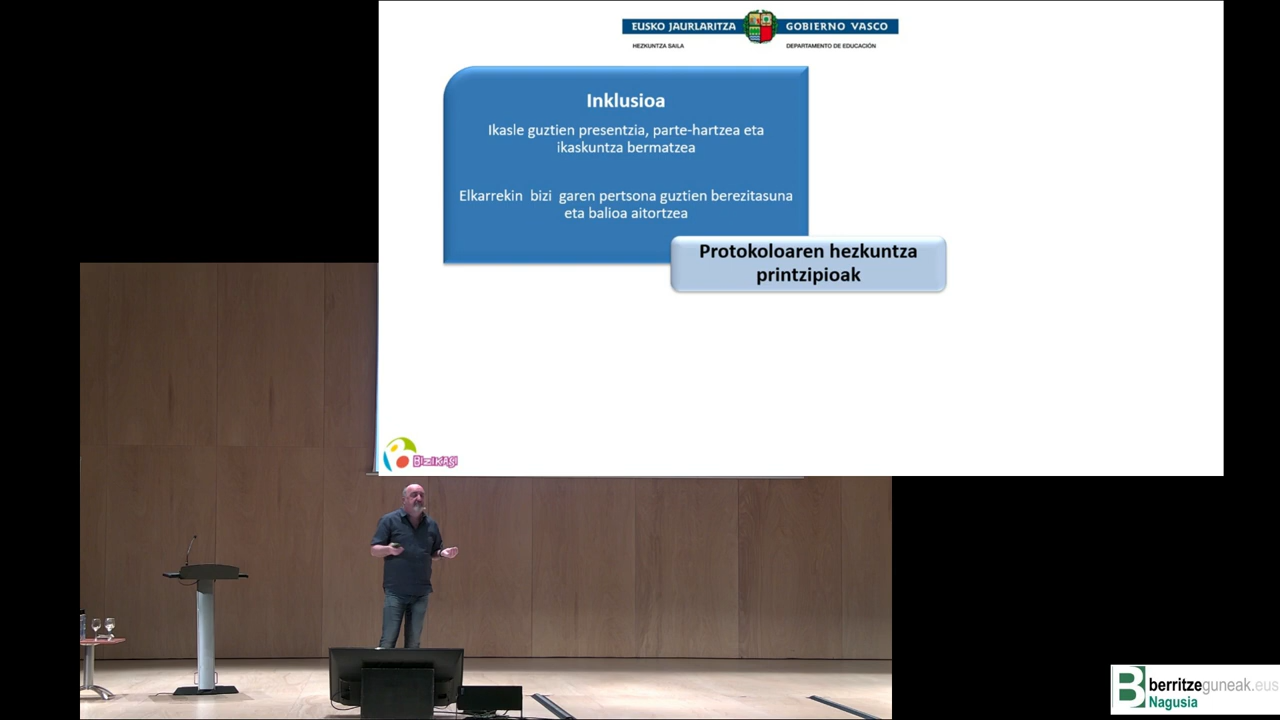 EUSKO JAURLARITZA
GOBIERNO VASCO
HEZKUNTZA SAILA
DEPARTAMENTO DE EDUCACIÓN
Inklusioa
Ikasle guztien presentzia, parte-hartzea eta
ikaskuntza bermatzea
Elkarrekin bizi garen pertsona guztien berezitasuna
eta balioa aitortzea
Protokoloaren hezkuntza
printzipioak
BIZIKASI
berritzeguneak.eus
Nagusia